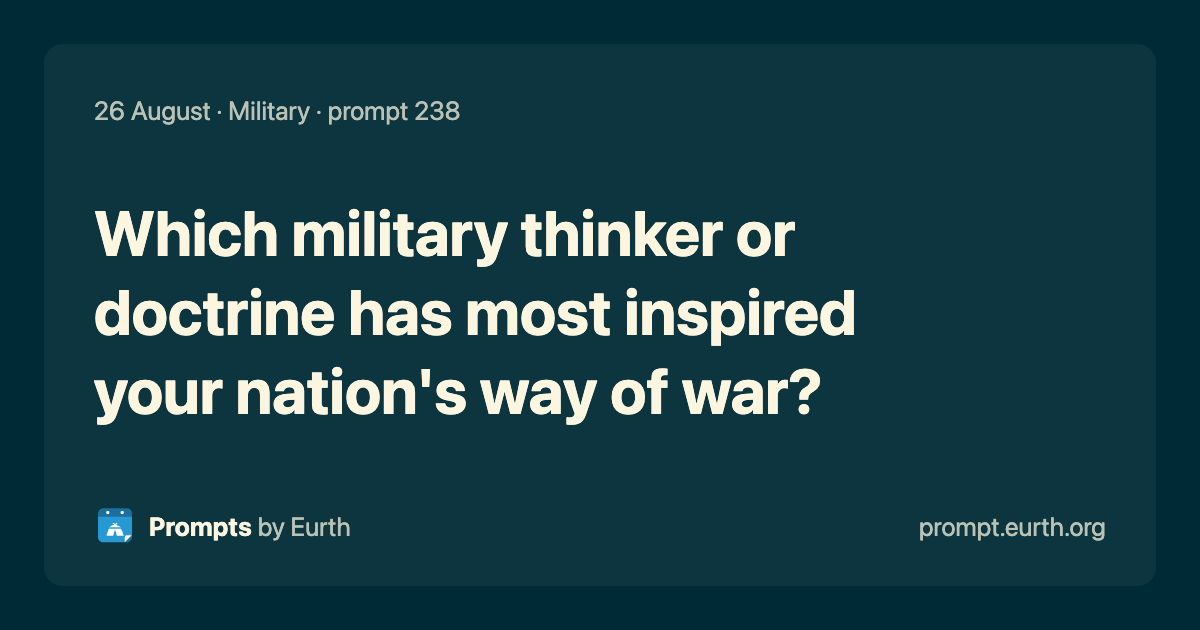 26 August · Military · prompt 238
Which military thinker or
doctrine has most inspired
your nation's way of war?
Prompts by Eurth
prompt.eurth.org